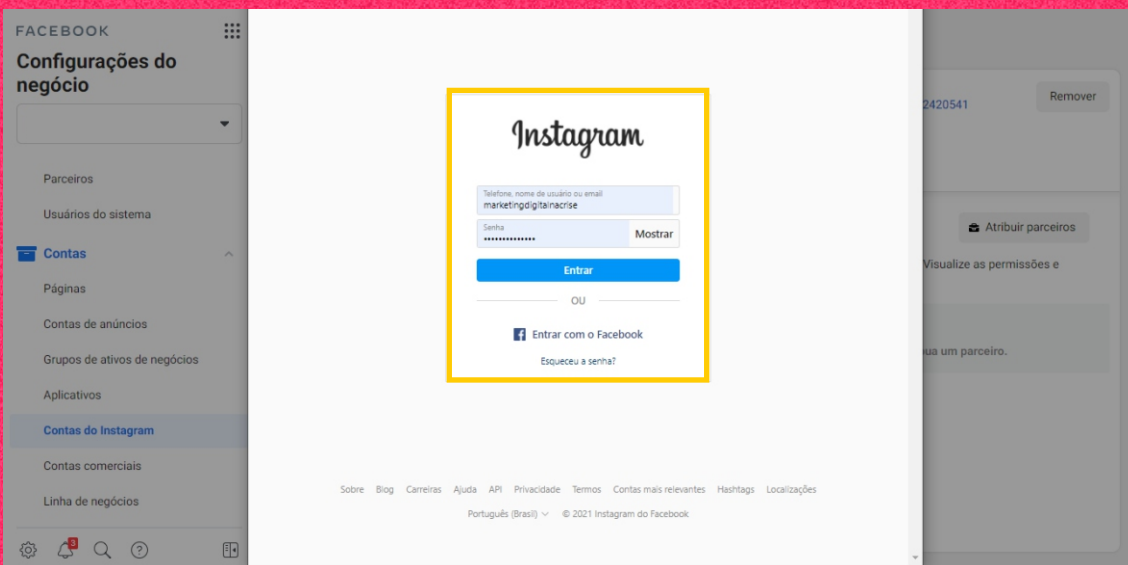 FACEBOOK
Configurações do
negócio
Parceiros
Usuários do sistema
Contas
Páginas
Contas de anúncios
Grupos de ativos de negócios
Aplicativos
Contas do Instagram
Contas comerciais
Linha de negócios
3
Instagram
Telefone, nome de usuário ou email
marketingdigitalnacrise
Senha
••••••••••••••
Mostrar
Entrar
OU
Entrar com o Facebook
Esqueceu a senha?
Sobre Blog Carreiras Ajuda API Privacidade Termos Contas mais relevantes Hashtags Localizações
Português (Brasil) © 2021 Instagram do Facebook
2420541
Remover
Atribuir parceiros
Visualize as permissões e
um parceiro.